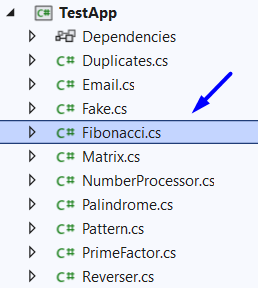 TestApp
Dependencies
C# Duplicates.cs
C# Email.cs
C# Fake.cs
C# Fibonacci.cs
C# Matrix.cs
C# NumberProcessor.cs
C# Palindrome.cs
C# Pattern.cs
C# PrimeFactor.cs
C# Reverser.cs